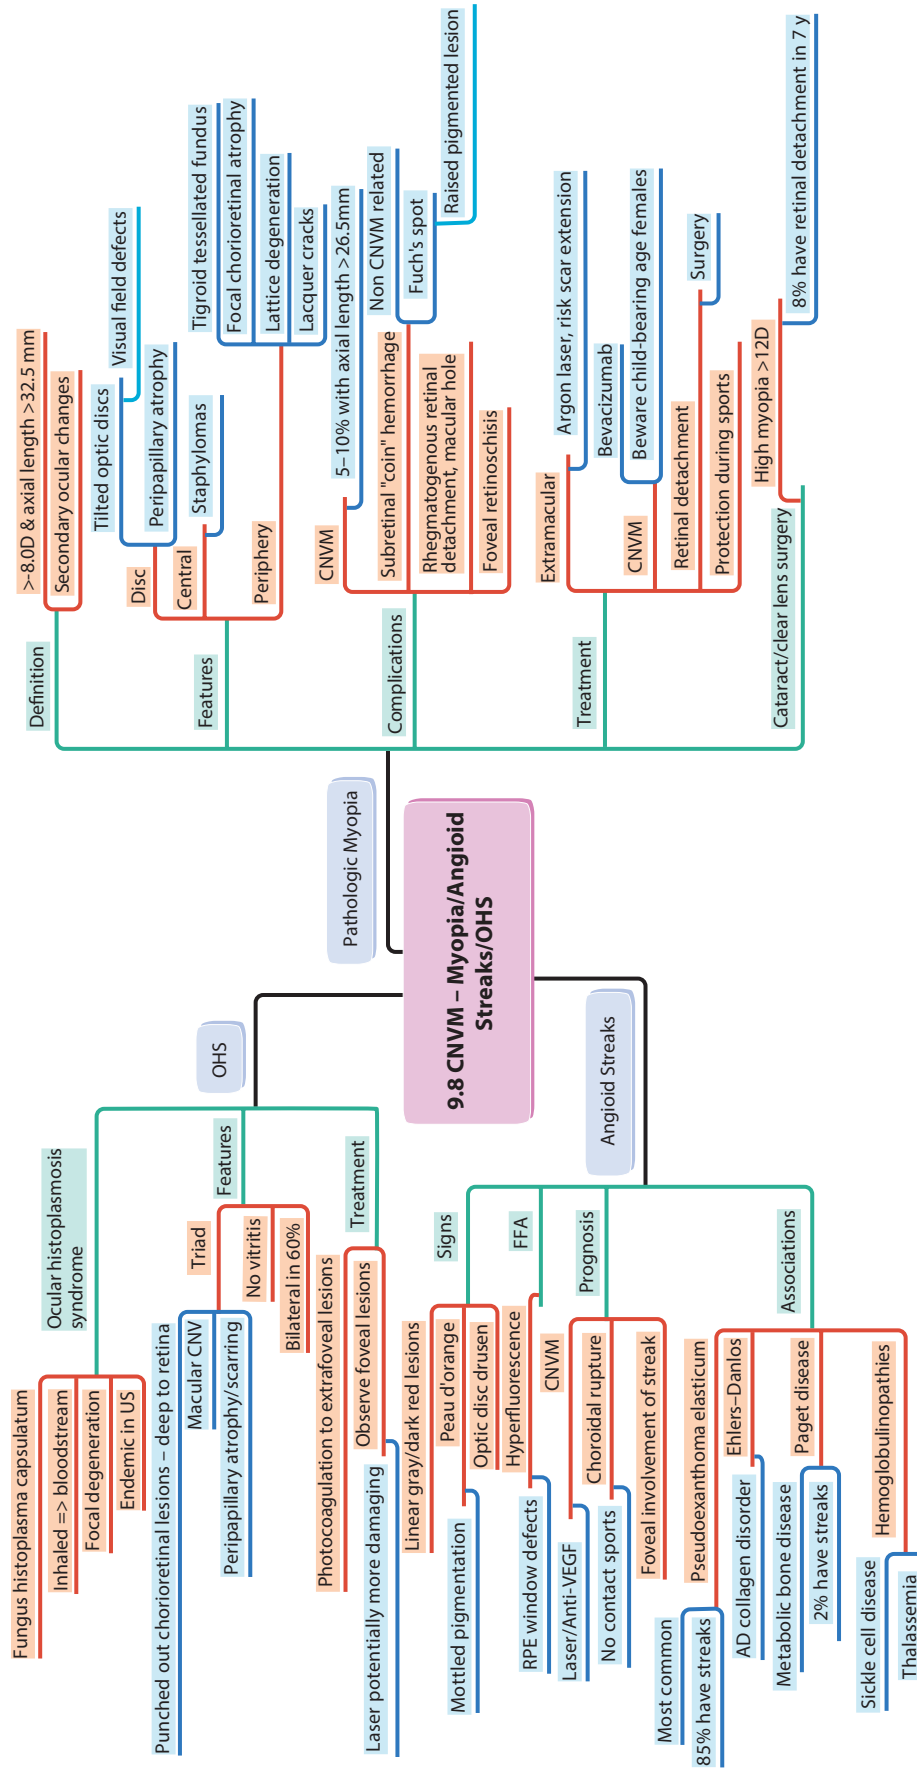 9.8 CNVM – Myopia/Angioid
Streaks/OHS
Pathologic Myopia
Definition
>-8.0D & axial length >32.5 mm
Secondary ocular changes
Features
Disc
Tilted optic discs
Visual field defects
Peripapillary atrophy
Central
Staphylomas
Periphery
Tigroid tessellated fundus
Focal chorioretinal atrophy
Lattice degeneration
Lacquer cracks
Complications
CNVM
5–10% with axial length >26.5mm
Subretinal "coin" hemorrhage
Non CNVM related
Fuch's spot
Raised pigmented lesion
Rhegmatogenous retinal
detachment, macular hole
Foveal retinoschisis
Treatment
Extramacular
Argon laser, risk scar extension
CNVM
Bevacizumab
Beware child-bearing age females
Retinal detachment
Surgery
Protection during sports
Cataract/clear lens surgery
High myopia >12D
8% have retinal detachment in 7 y
OHS
Ocular histoplasmosis
syndrome
Fungus histoplasma capsulatum
Inhaled => bloodstream
Focal degeneration
Endemic in US
Features
Triad
Punched out chorioretinal lesions – deep to retina
Macular CNV
Peripapillary atrophy/scarring
No vitritis
Bilateral in 60%
Treatment
Photocoagulation to extrafoveal lesions
Observe foveal lesions
Laser potentially more damaging
Angioid Streaks
Signs
Linear gray/dark red lesions
Peau d'orange
Mottled pigmentation
Optic disc drusen
FFA
Hyperfluorescence
RPE window defects
Prognosis
CNVM
Laser/Anti-VEGF
Choroidal rupture
No contact sports
Foveal involvement of streak
Associations
Pseudoexanthoma elasticum
Most common
85% have streaks
Ehlers–Danlos
AD collagen disorder
Paget disease
Metabolic bone disease
2% have streaks
Hemoglobulinopathies
Sickle cell disease
Thalassemia